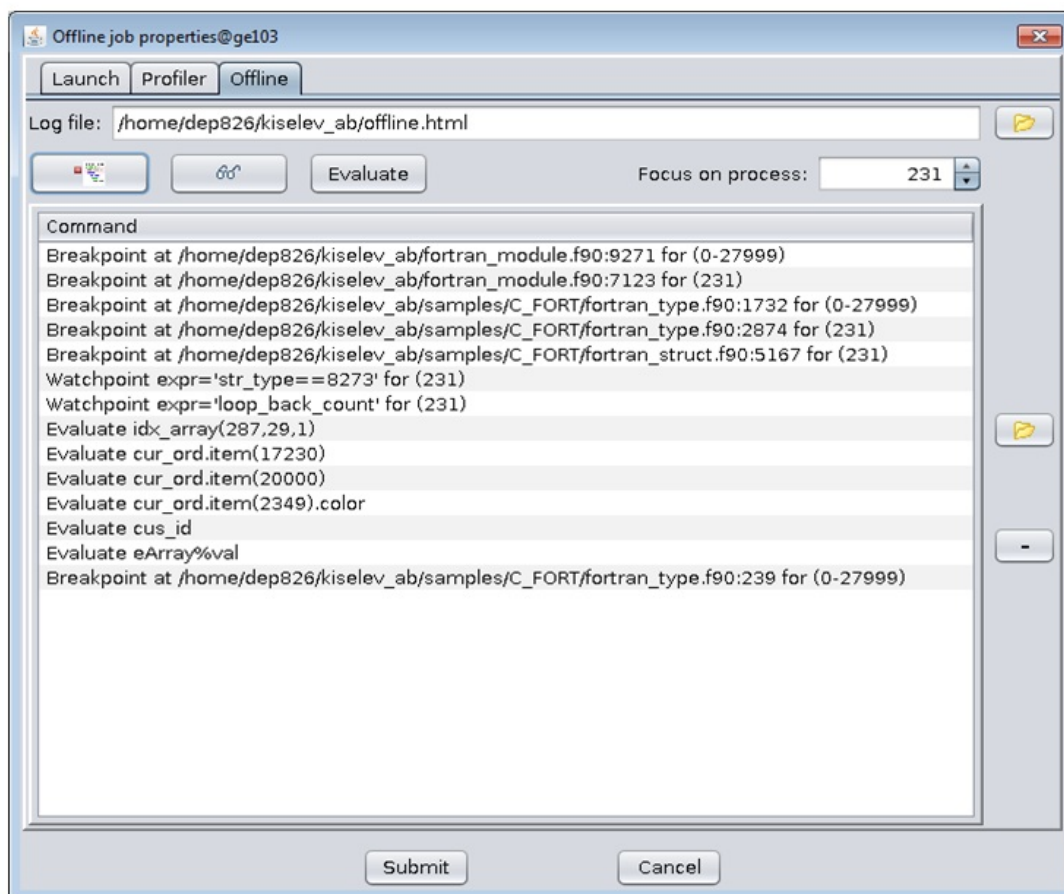 Offline job properties@ge103
Launch Profiler Offline
Log file: /home/dep826/kiselev_ab/offline.html
Evaluate Focus on process: 231
Command
Breakpoint at /home/dep826/kiselev_ab/fortran_module.f90:9271 for (0-27999)
Breakpoint at /home/dep826/kiselev_ab/fortran_module.f90:7123 for (231)
Breakpoint at /home/dep826/kiselev_ab/samples/C_FORT/fortran_type.f90:1732 for (0-27999)
Breakpoint at /home/dep826/kiselev_ab/samples/C_FORT/fortran_type.f90:2874 for (231)
Breakpoint at /home/dep826/kiselev_ab/samples/C_FORT/fortran_struct.f90:5167 for (231)
Watchpoint expr='str_type==8273' for (231)
Watchpoint expr='loop_back_count' for (231)
Evaluate idx_array(287,29,1)
Evaluate cur_ord.item(17230)
Evaluate cur_ord.item(20000)
Evaluate cur_ord.item(2349).color
Evaluate cus_id
Evaluate eArray%val
Breakpoint at /home/dep826/kiselev_ab/samples/C_FORT/fortran_type.f90:239 for (0-27999)
-
Submit Cancel